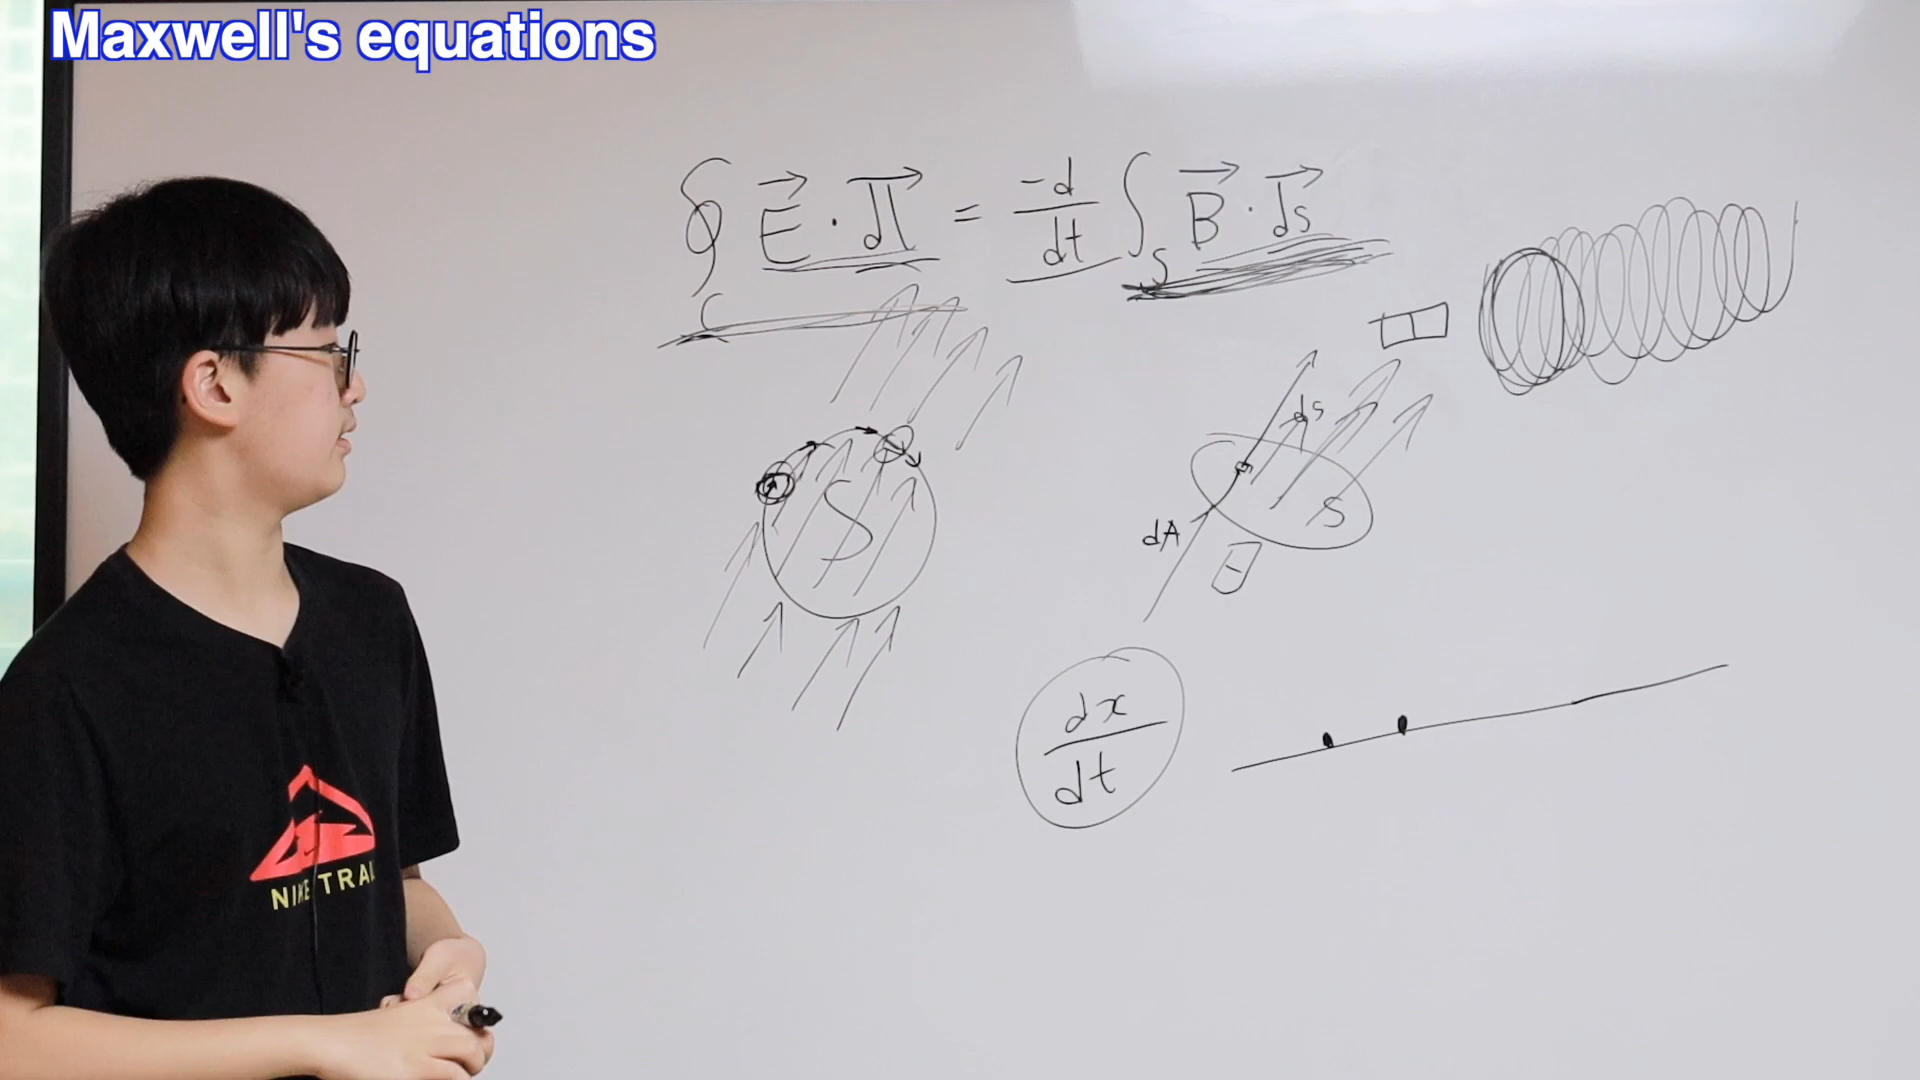 Maxwell's equations
∮_C E⃗ · dl⃗ = -d/dt ∫_S B⃗ · ds⃗
S
ds
S
dA
dx/dt
NIKE TRAIL